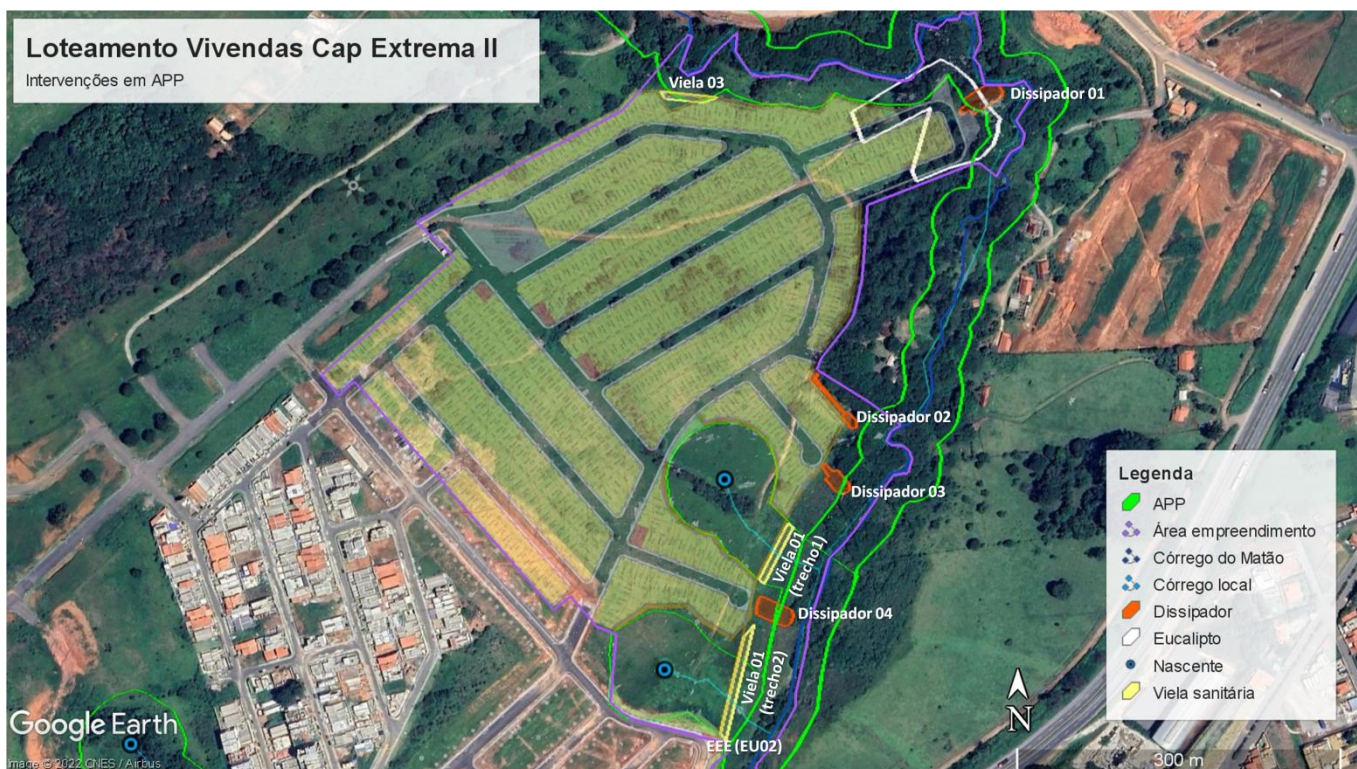 Loteamento Vivendas Cap Extrema II
Intervenções em APP
Viela 03
Dissipador 01
Dissipador 02
Dissipador 03
Viela 01
(trecho1)
Dissipador 04
Viela 01
(trecho2)
EEE (EU02)
Legenda
APP
Área empreendimento
Córrego do Matão
Córrego local
Dissipador
Eucalipto
Nascente
Viela sanitária
N
300 m
Google Earth
Image © 2022 CNES / Airbus